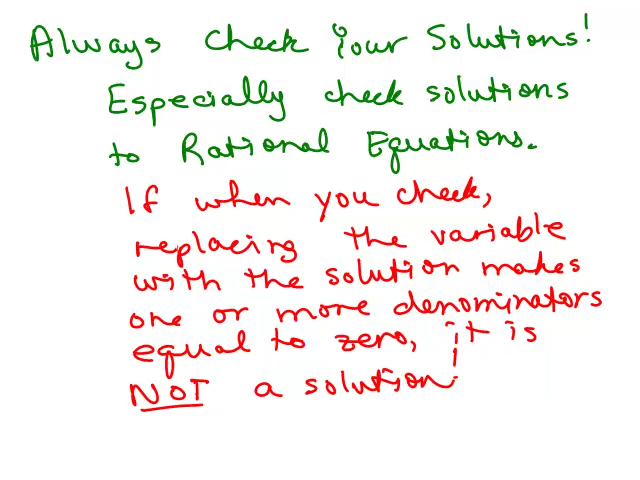 Always check your Solutions!
Especially check solutions
to Rational Equations.
If when you check,
replacing the variable
with the solution makes
one or more denominators
equal to zero, it is
NOT a solution!